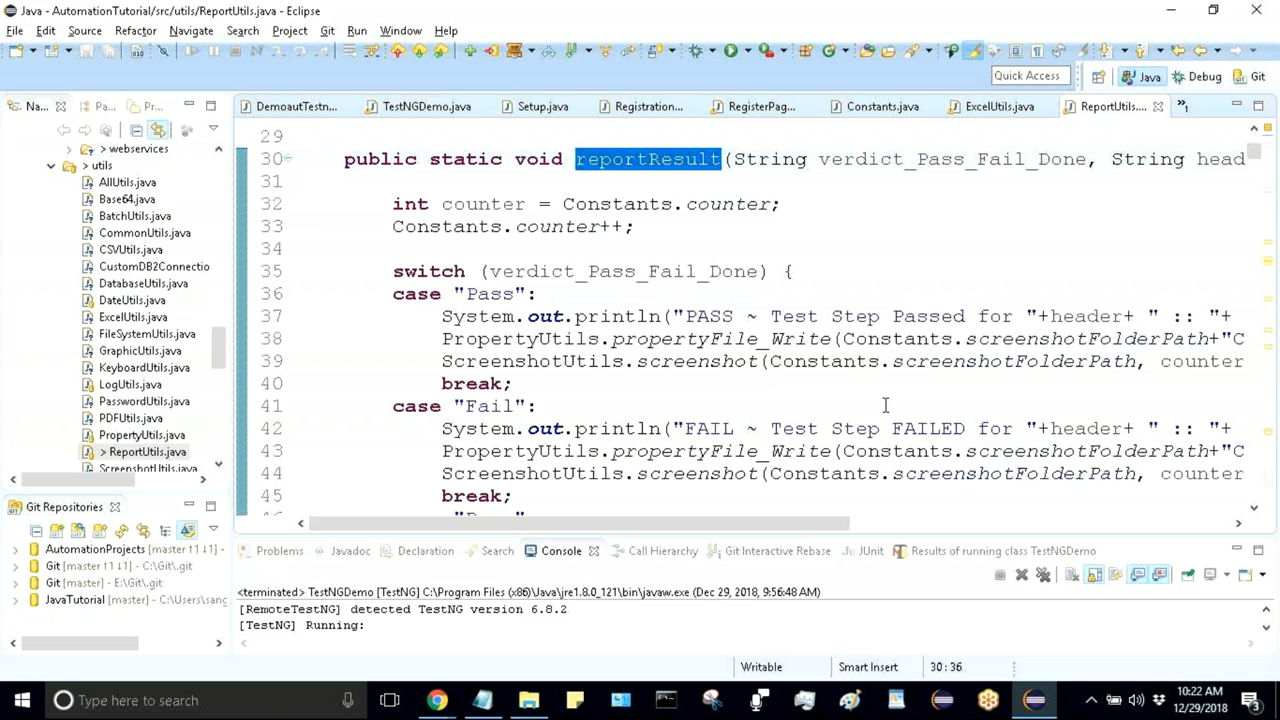 Java - AutomationTutorial/src/utils/ReportUtils.java - Eclipse
File Edit Source Refactor Navigate Search Project Git Run Window Help
Quick Access
Java
Debug
Git
Na...
Pa...
Pr...
DemoautTestn...
TestNGDemo.java
Setup.java
Registration...
RegisterPag...
Constants.java
ExcelUtils.java
ReportUtils....
> webservices
> utils
AllUtils.java
Base64.java
BatchUtils.java
CommonUtils.java
CSVUtils.java
CustomDB2Connectio
DatabaseUtils.java
DateUtils.java
ExcelUtils.java
FileSystemUtils.java
GraphicUtils.java
KeyboardUtils.java
LogUtils.java
PasswordUtils.java
PDFUtils.java
PropertyUtils.java
> ReportUtils.java
ScreenshotUtils.java
29
30 public static void reportResult(String verdict_Pass_Fail_Done, String head
31
32 int counter = Constants.counter;
33 Constants.counter++;
34
35 switch (verdict_Pass_Fail_Done) {
36 case "Pass":
37 System.out.println("PASS ~ Test Step Passed for "+header+ " :: "+
38 PropertyUtils.propertyFile_Write(Constants.screenshotFolderPath+"C
39 ScreenshotUtils.screenshot(Constants.screenshotFolderPath, counter
40 break;
41 case "Fail":
42 System.out.println("FAIL ~ Test Step FAILED for "+header+ " :: "+
43 PropertyUtils.propertyFile_Write(Constants.screenshotFolderPath+"C
44 ScreenshotUtils.screenshot(Constants.screenshotFolderPath, counter
45 break;
Git Repositories
AutomationProjects [master ↑1 ↓1] -
Git [master ↑1 ↓1] - C:\Git\.git
Git [master] - E:\Git\.git
JavaTutorial [master] - C:\Users\sang
Problems
Javadoc
Declaration
Search
Console
Call Hierarchy
Git Interactive Rebase
JUnit
Results of running class TestNGDemo
<terminated> TestNGDemo [TestNG] C:\Program Files (x86)\Java\jre1.8.0_121\bin\javaw.exe (Dec 29, 2018, 9:56:48 AM)
[RemoteTestNG] detected TestNG version 6.8.2
[TestNG] Running:
Writable
Smart Insert
30 : 36
Type here to search
10:22 AM
12/29/2018
3